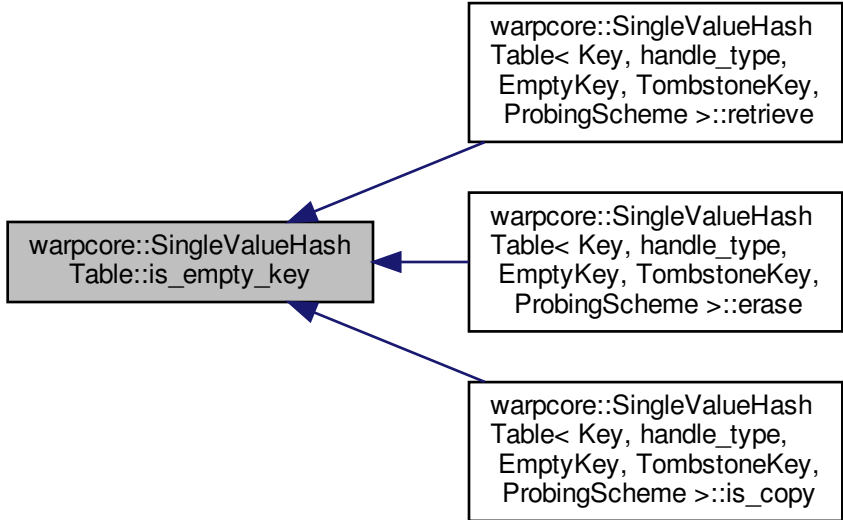 warpcore::SingleValueHash
Table::is_empty_key
warpcore::SingleValueHash
Table< Key, handle_type,
EmptyKey, TombstoneKey,
ProbingScheme >::retrieve
warpcore::SingleValueHash
Table< Key, handle_type,
EmptyKey, TombstoneKey,
ProbingScheme >::erase
warpcore::SingleValueHash
Table< Key, handle_type,
EmptyKey, TombstoneKey,
ProbingScheme >::is_copy